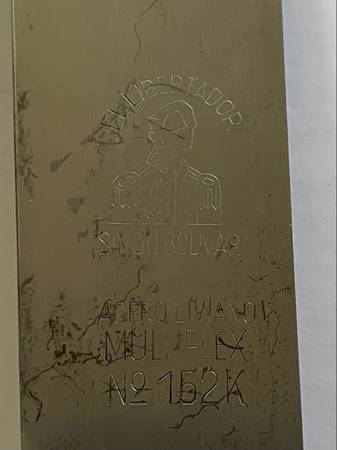 EL LIBERTADOR
SIMON BOLIVAR
ACERO LIVIANO
MULTIFLEX
Nº 152K